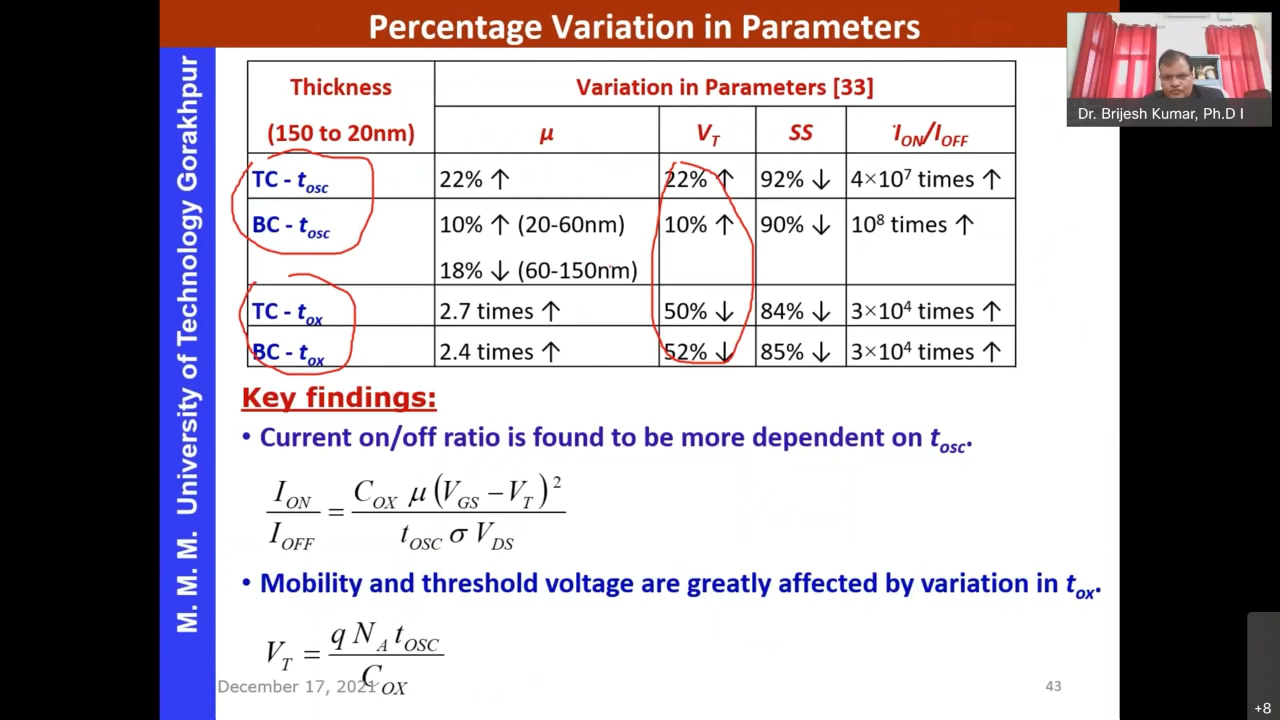 Percentage Variation in Parameters
M. M. M. University of Technology Gorakhpur
Thickness
(150 to 20nm)
Variation in Parameters [33]
μ V_T SS I_ON/I_OFF
TC - t_osc 22% ↑ 22% ↑ 92% ↓ 4×10⁷ times ↑
BC - t_osc 10% ↑ (20-60nm) 10% ↑ 90% ↓ 10⁸ times ↑
18% ↓ (60-150nm)
TC - t_ox 2.7 times ↑ 50% ↓ 84% ↓ 3×10⁴ times ↑
BC - t_ox 2.4 times ↑ 52% ↓ 85% ↓ 3×10⁴ times ↑
Key findings:
• Current on/off ratio is found to be more dependent on t_osc.
I_ON / I_OFF = C_OX μ (V_GS – V_T)² / t_OSC σ V_DS
• Mobility and threshold voltage are greatly affected by variation in t_ox.
V_T = q N_A t_OSC / C_OX
December 17, 2021
43
Dr. Brijesh Kumar, Ph.D I
+8